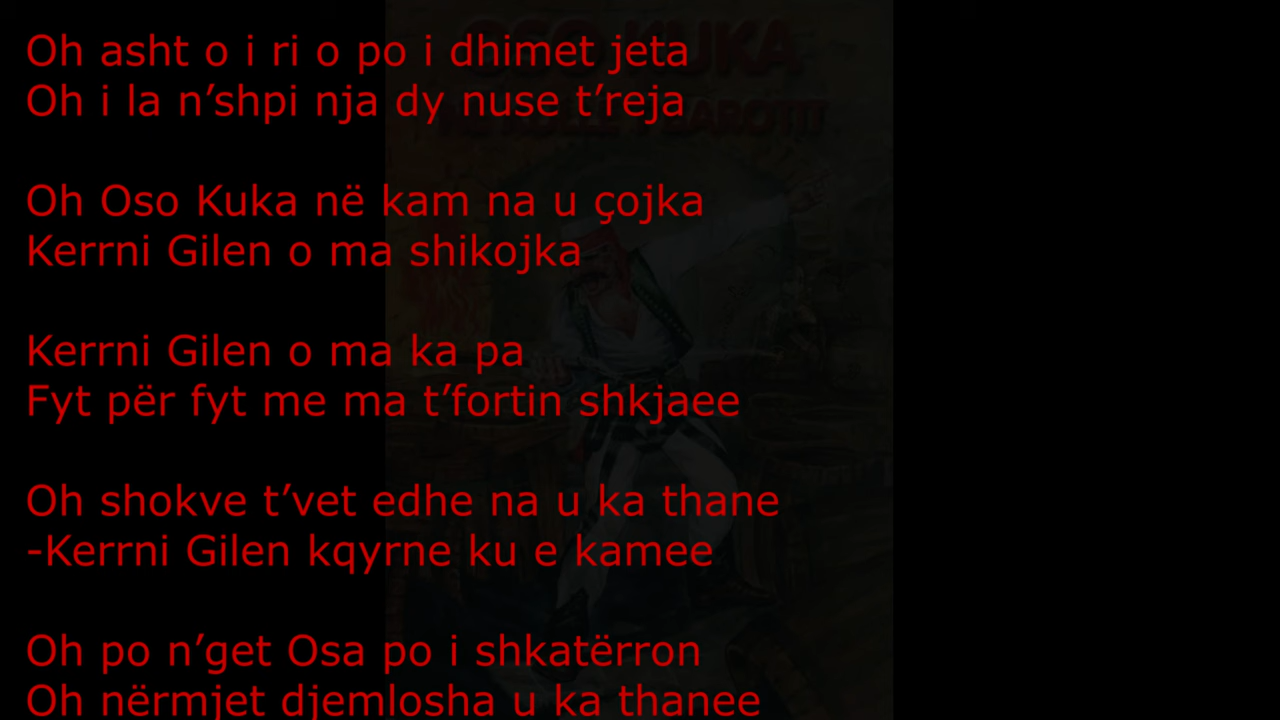 OSO KUKA
Oh asht o i ri o po i dhimet jeta
Oh i la n’shpi nja dy nuse t’reja
Oh Oso Kuka në kam na u çojka
Kerrni Gilen o ma shikojka
Kerrni Gilen o ma ka pa
Fyt për fyt me ma t’fortin shkjaee
Oh shokve t’vet edhe na u ka thane
-Kerrni Gilen kqyrne ku e kamee
Oh po n’get Osa po i shkatërron
Oh nërmjet djemlosha u ka thanee